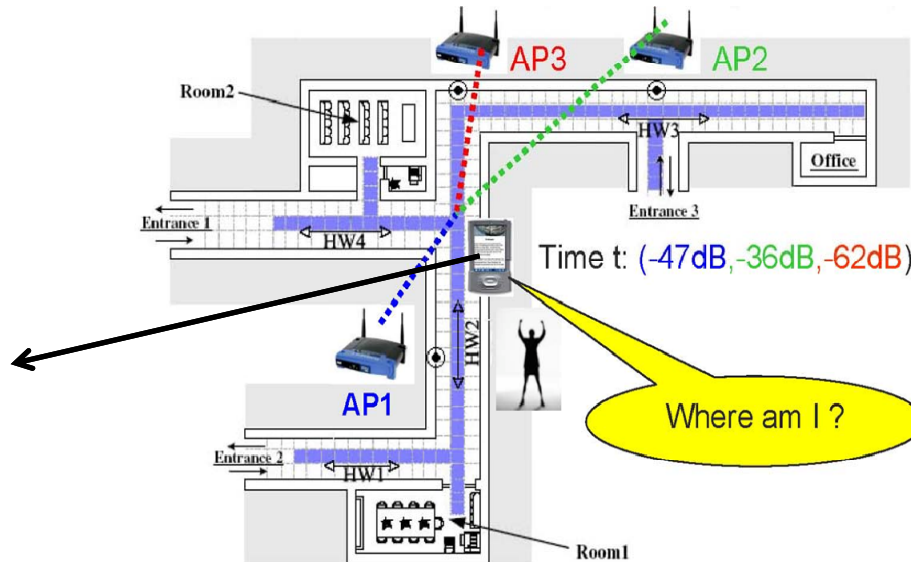 AP3
AP2
Room2
HW3
Office
Entrance 1
Entrance 3
HW4
Time t: (-47dB,-36dB,-62dB)
HW2
AP1
Where am I ?
Entrance 2
HW1
Room1